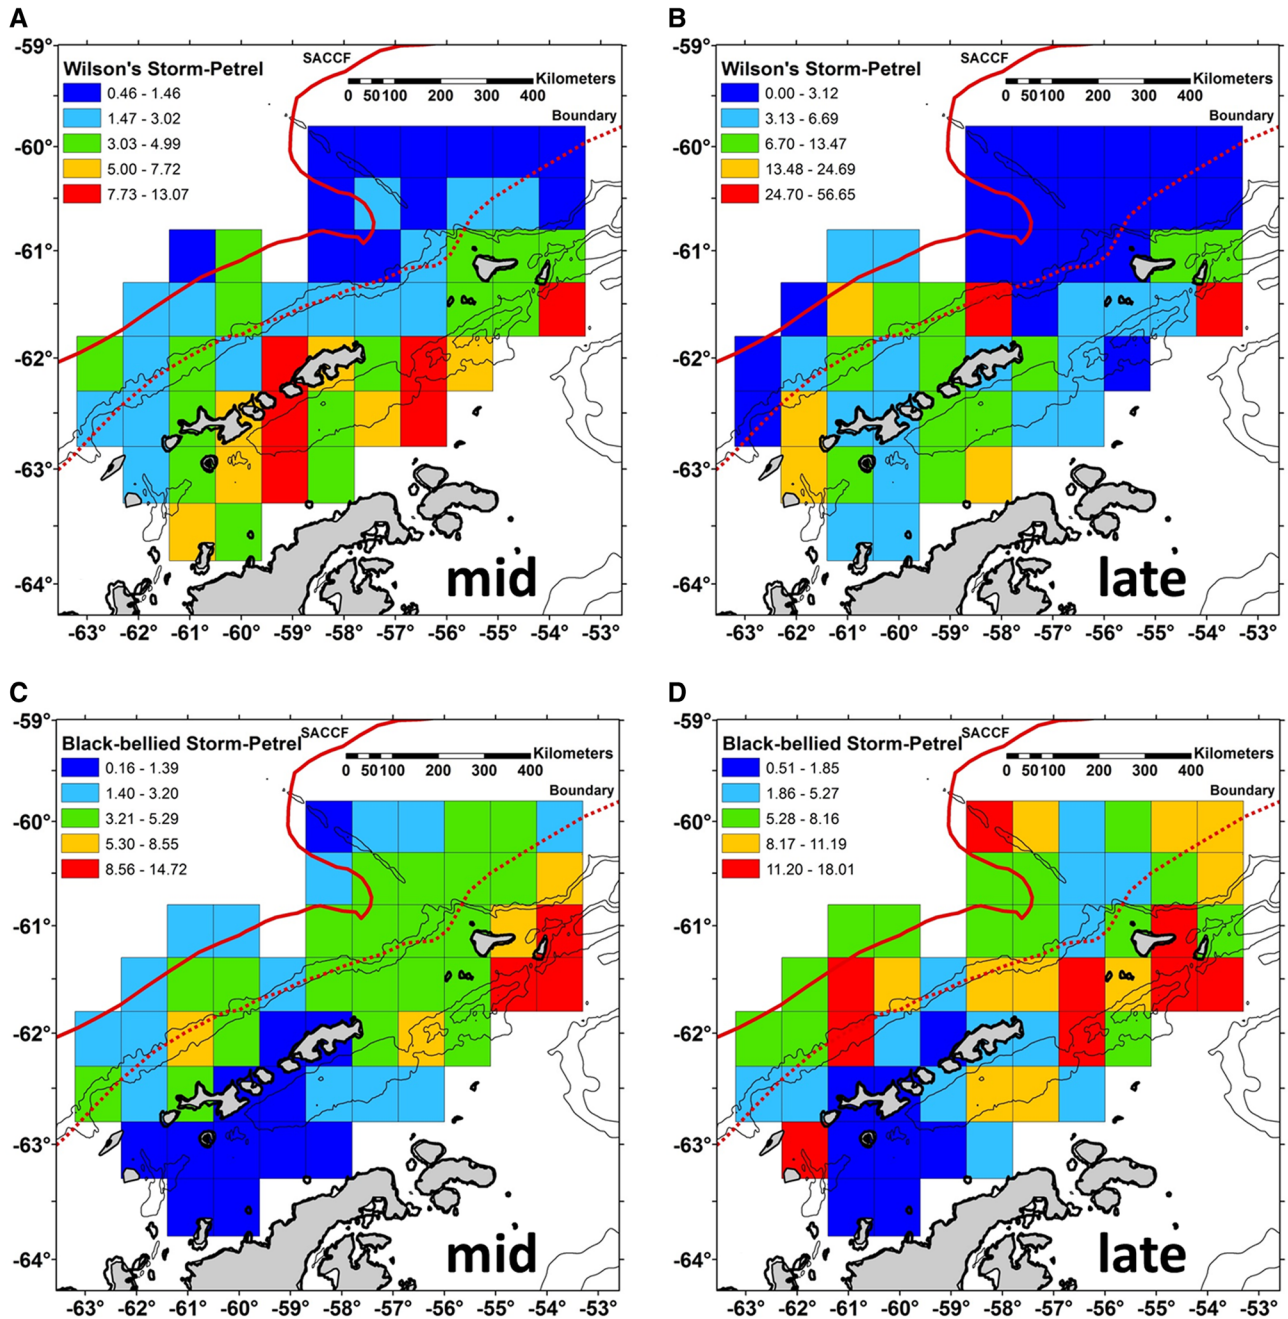 A
-59°
SACCF
Wilson's Storm-Petrel
Kilometers
0.46 - 1.46
0 50 100 200 300 400
1.47 - 3.02
Boundary
3.03 - 4.99
-60°
5.00 - 7.72
7.73 - 13.07
-61°
-62°
-63°
-64°
mid
-63° -62° -61° -60° -59° -58° -57° -56° -55° -54° -53°
B
-59°
SACCF
Wilson's Storm-Petrel
Kilometers
0.00 - 3.12
0 50 100 200 300 400
3.13 - 6.69
Boundary
6.70 - 13.47
-60°
13.48 - 24.69
24.70 - 56.65
-61°
-62°
-63°
-64°
late
-63° -62° -61° -60° -59° -58° -57° -56° -55° -54° -53°
C
-59°
SACCF
Black-bellied Storm-Petrel
Kilometers
0.16 - 1.39
0 50 100 200 300 400
1.40 - 3.20
Boundary
3.21 - 5.29
-60°
5.30 - 8.55
8.56 - 14.72
-61°
-62°
-63°
-64°
mid
-63° -62° -61° -60° -59° -58° -57° -56° -55° -54° -53°
D
-59°
SACCF
Black-bellied Storm-Petrel
Kilometers
0.51 - 1.85
0 50 100 200 300 400
1.86 - 5.27
Boundary
5.28 - 8.16
-60°
8.17 - 11.19
11.20 - 18.01
-61°
-62°
-63°
-64°
late
-63° -62° -61° -60° -59° -58° -57° -56° -55° -54° -53°